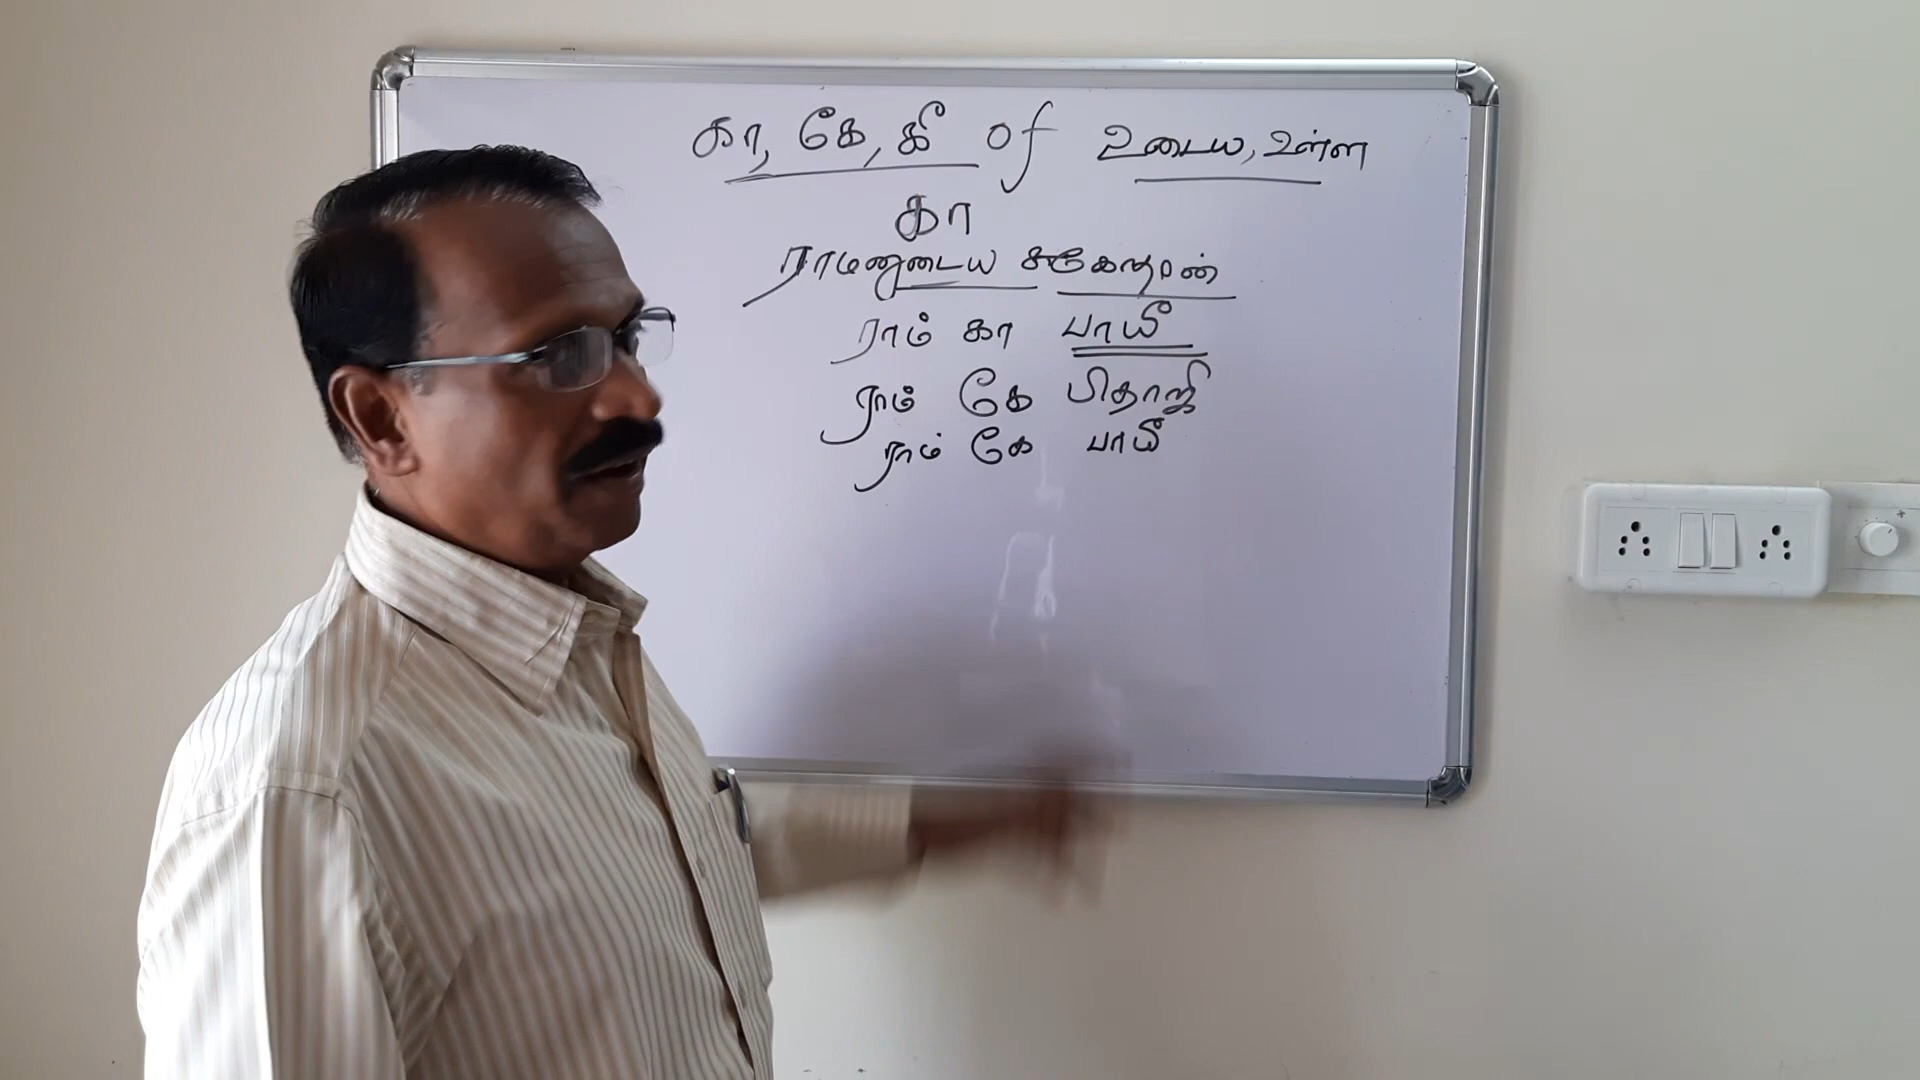 கா, கே, கீ of உடைய, உள்ள
கா
ராமனுடைய சகோதரன்
ராம் கா பாயீ
ராம் கே பிதாஜி
ராம் கே பாயீ